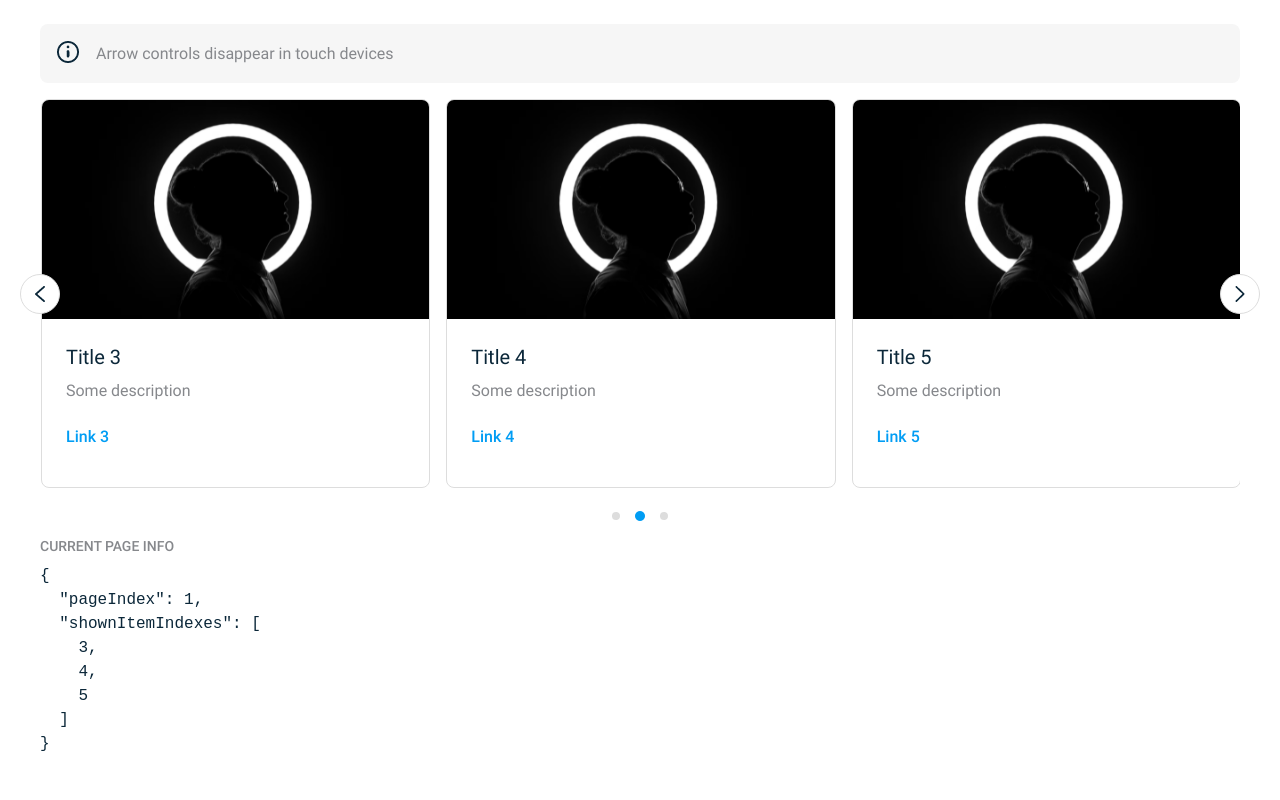 Arrow controls disappear in touch devices
Title 3
Some description
Link 3
Title 4
Some description
Link 4
Title 5
Some description
Link 5
CURRENT PAGE INFO
{
  "pageIndex": 1,
  "shownItemIndexes": [
    3,
    4,
    5
  ]
}